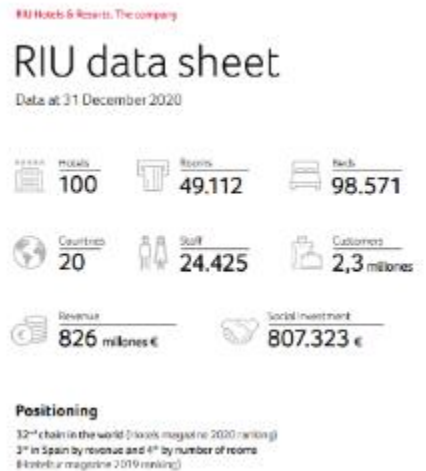 RIU Hotels & Resorts. The company
RIU data sheet
Data at 31 December 2020
Hotels
100
Rooms
49.112
Beds
98.571
Countries
20
Staff
24.425
Customers
2,3 millones
Revenue
826 millones €
Social investment
807.323 €
Positioning
32ⁿᵈ chain in the world (Hotels magazine 2020 ranking)
in Spain by revenue and 4ᵗʰ by number of rooms
(Hosteltur magazine 2019 ranking)